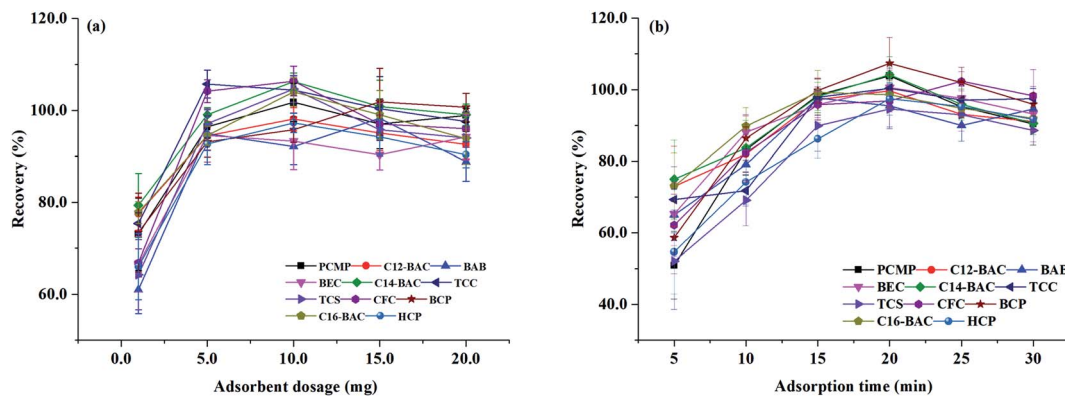 (a)
120.0
100.0
80.0
60.0
Recovery (%)
PCMP C12-BAC BAB
BEC C14-BAC TCC
TCS CFC BCP
C16-BAC HCP
0.0 5.0 10.0 15.0 20.0
Adsorbent dosage (mg)
(b)
120.0
100.0
80.0
60.0
40.0
Recovery (%)
PCMP C12-BAC BAB
BEC C14-BAC TCC
TCS CFC BCP
C16-BAC HCP
5 10 15 20 25 30
Adsorption time (min)